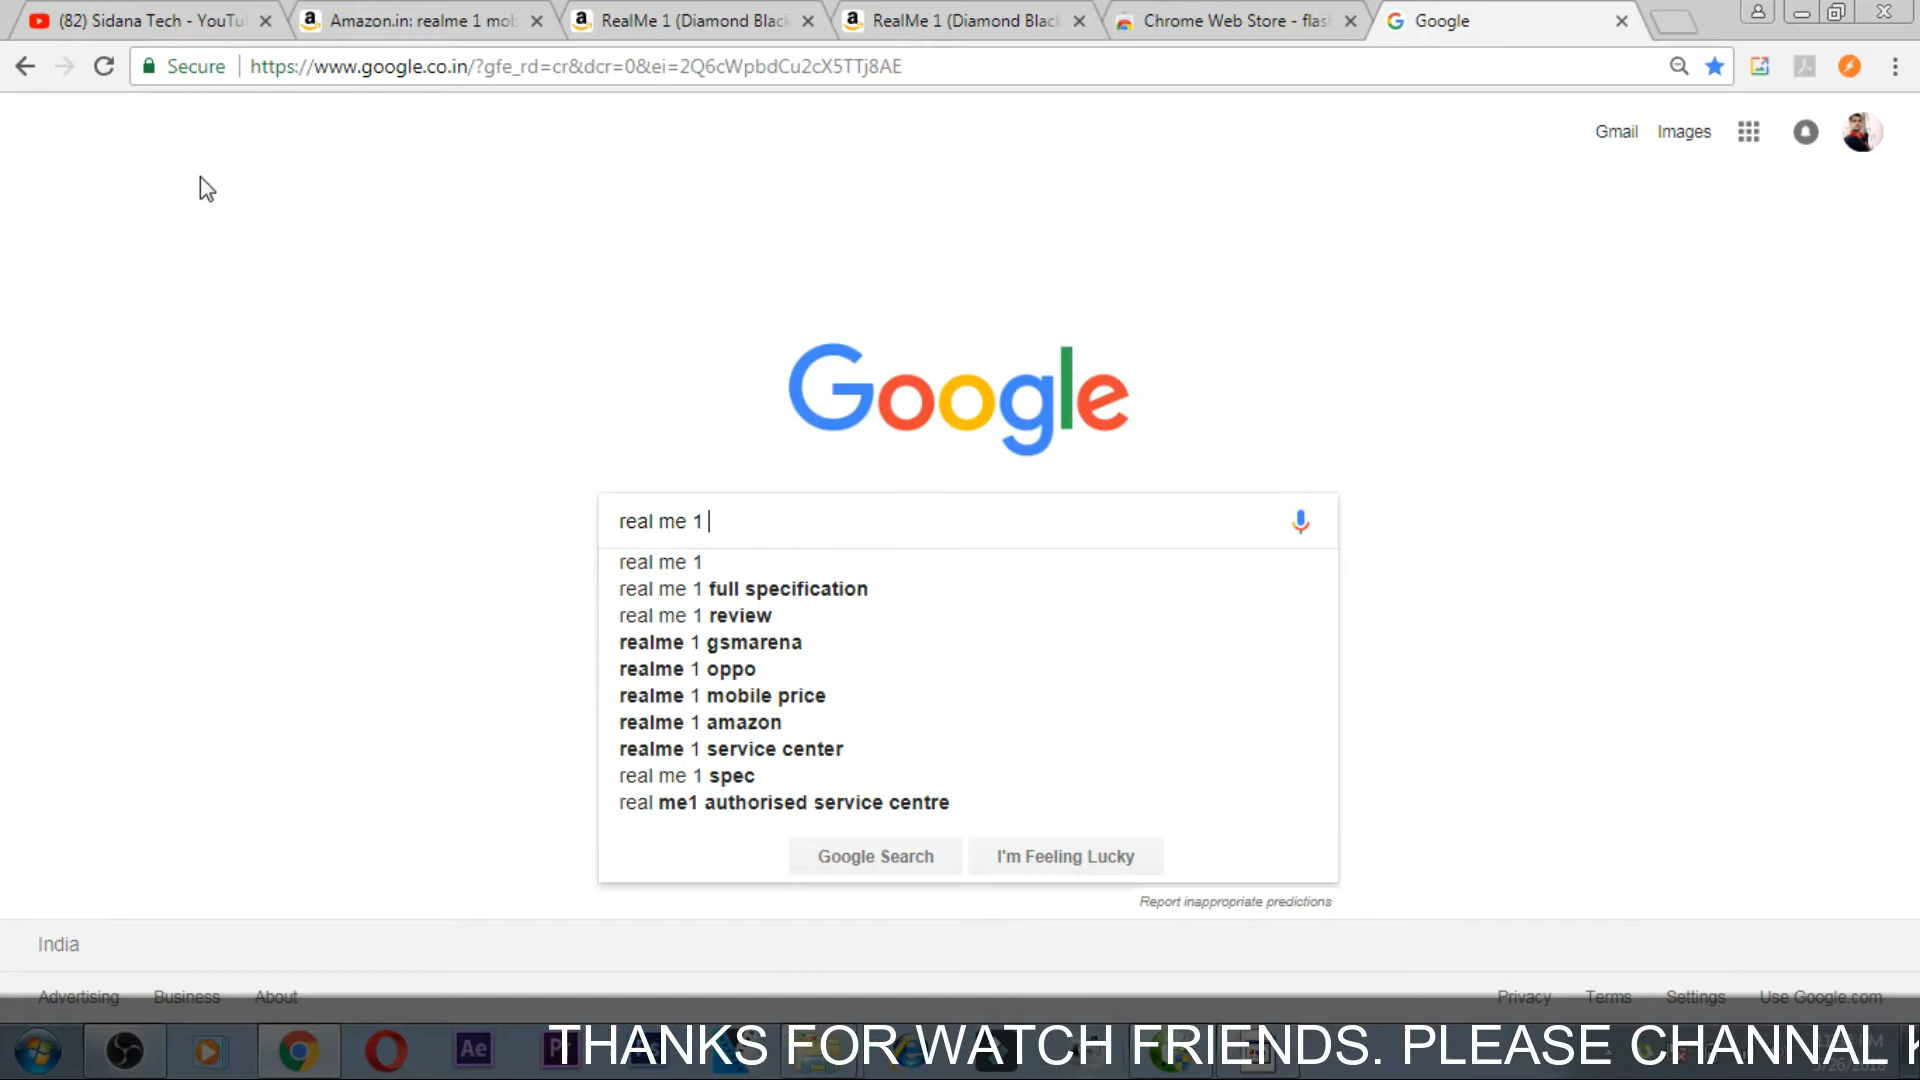 (82) Sidana Tech - YouTu
Amazon.in: realme 1 mob
RealMe 1 (Diamond Black
RealMe 1 (Diamond Black
Chrome Web Store - flas
Google
Secure
https://www.google.co.in/?gfe_rd=cr&dcr=0&ei=2Q6cWpbdCu2cX5TTj8AE
Gmail
Images
Google
real me 1
real me 1
real me 1 full specification
real me 1 review
realme 1 gsmarena
realme 1 oppo
realme 1 mobile price
realme 1 amazon
realme 1 service center
real me 1 spec
real me1 authorised service centre
Google Search
I'm Feeling Lucky
Report inappropriate predictions
India
Advertising
Business
About
Privacy
Terms
Settings
Use Google.com
Ae
THANKS FOR WATCH FRIENDS. PLEASE CHANNAL